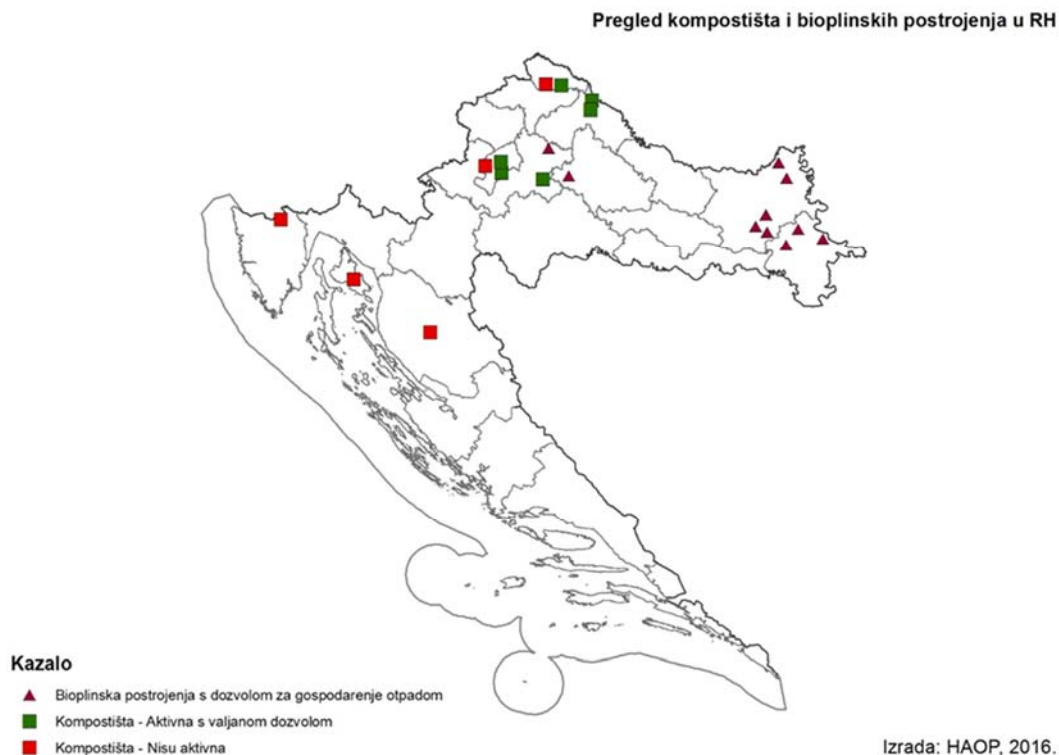 Pregled kompostišta i bioplinskih postrojenja u RH
Kazalo
Bioplinska postrojenja s dozvolom za gospodarenje otpadom
Kompostišta - Aktivna s valjanom dozvolom
Kompostišta - Nisu aktivna
Izrada: HAOP, 2016.